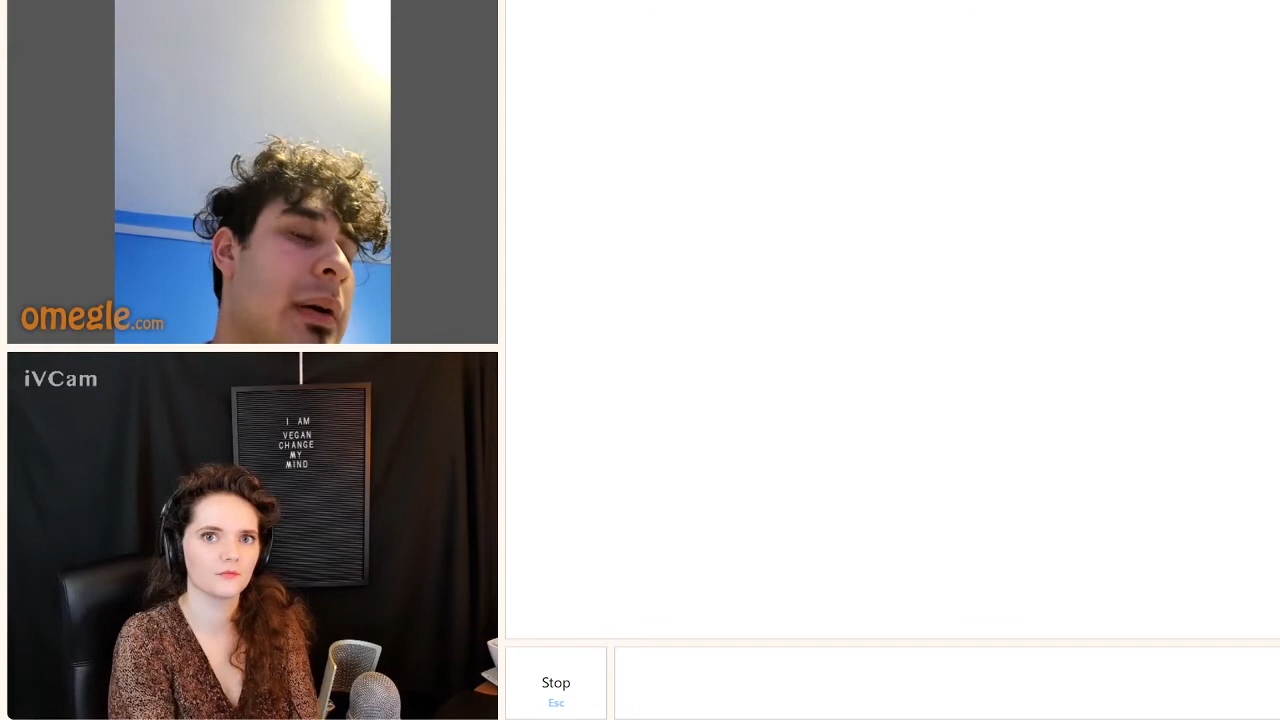 omegle.com
iVCam
I AM
VEGAN
CHANGE
MY
MIND
Stop
Esc